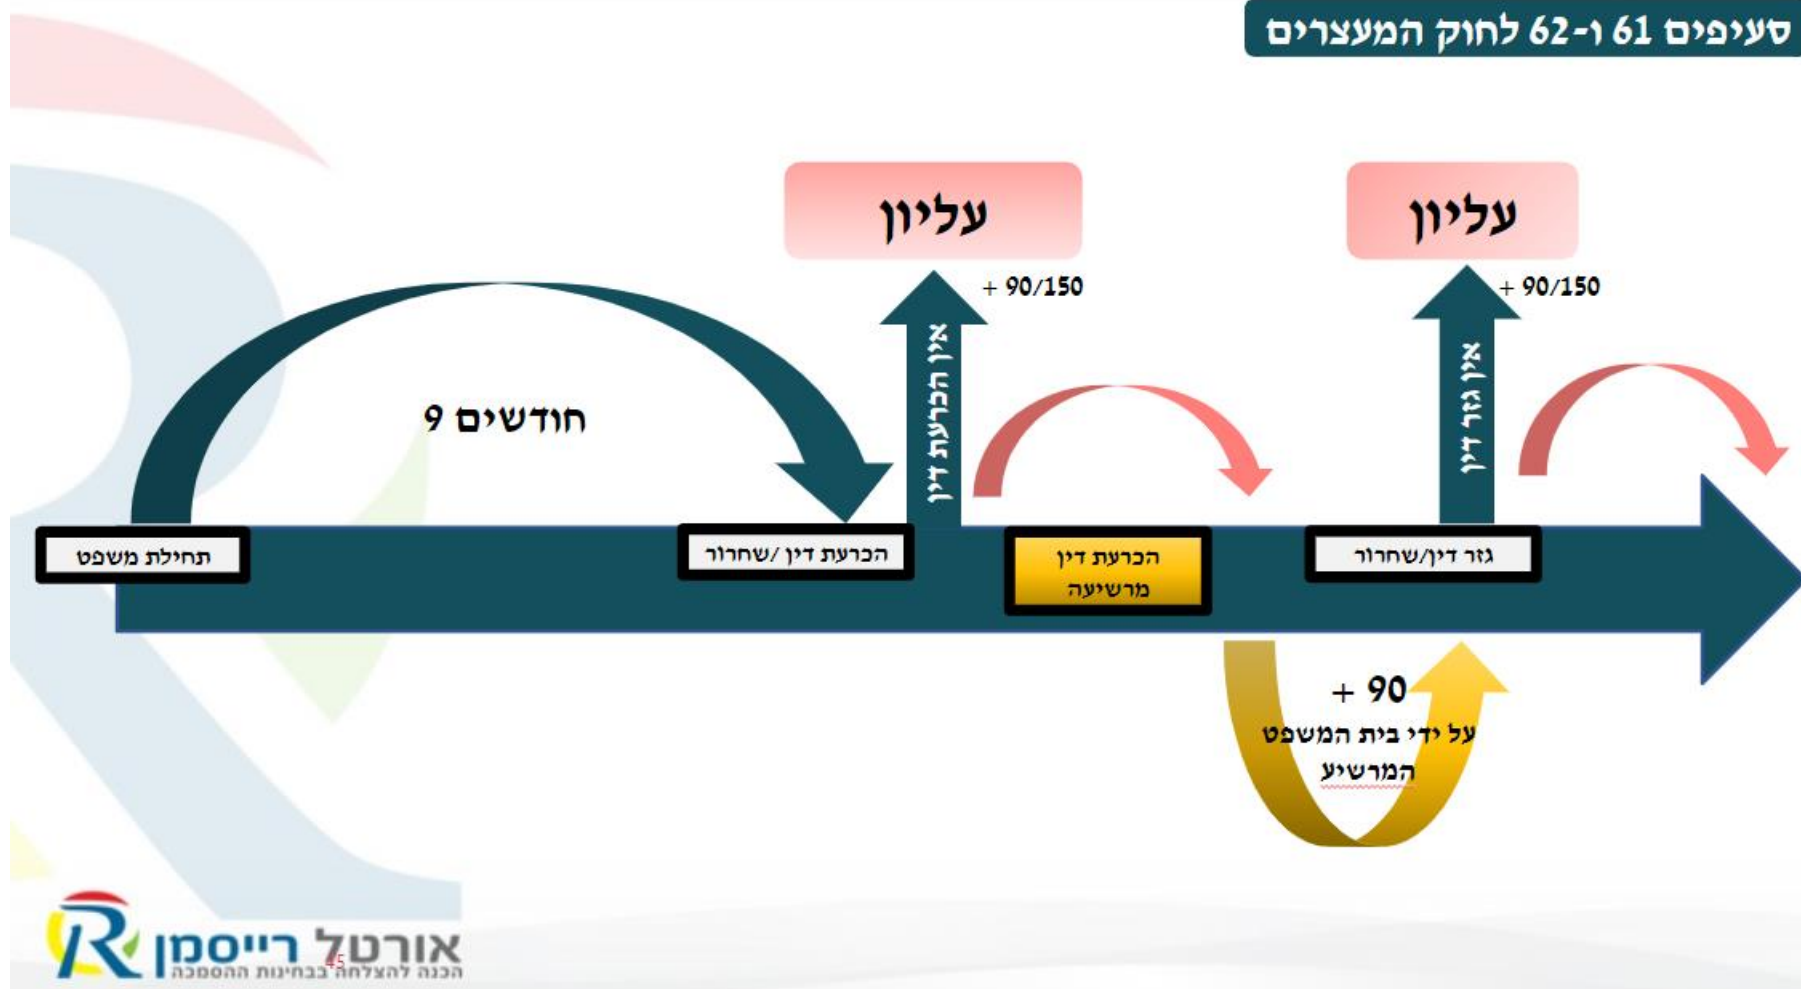 סעיפים 61 ו-62 לחוק המעצרים
עליון
עליון
+ 90/150
+ 90/150
אין הכרעת דין
אין גזר דין
9 חודשים
תחילת משפט
הכרעת דין /שחרור
הכרעת דין
מרשיעה
גזר דין/שחרור
+ 90
על ידי בית המשפט
המרשיע
אורטל רייסמן
הכנה להצלחה בבחינות ההסמכה
45